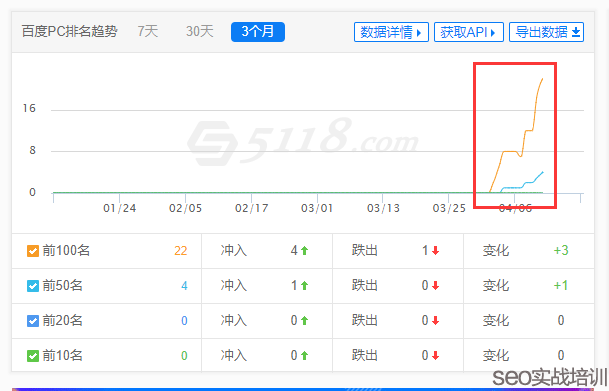 百度PC排名趋势 7天 30天 3个月 数据详情 获取API 导出数据
16
8
0
5118.com
01/24 02/05 02/17 03/01 03/13 03/25 04/06
前100名 22 冲入 4 跌出 1 变化 +3
前50名 4 冲入 1 跌出 0 变化 +1
前20名 0 冲入 0 跌出 0 变化 0
前10名 0 冲入 0 跌出 0 变化 0
seo实战培训